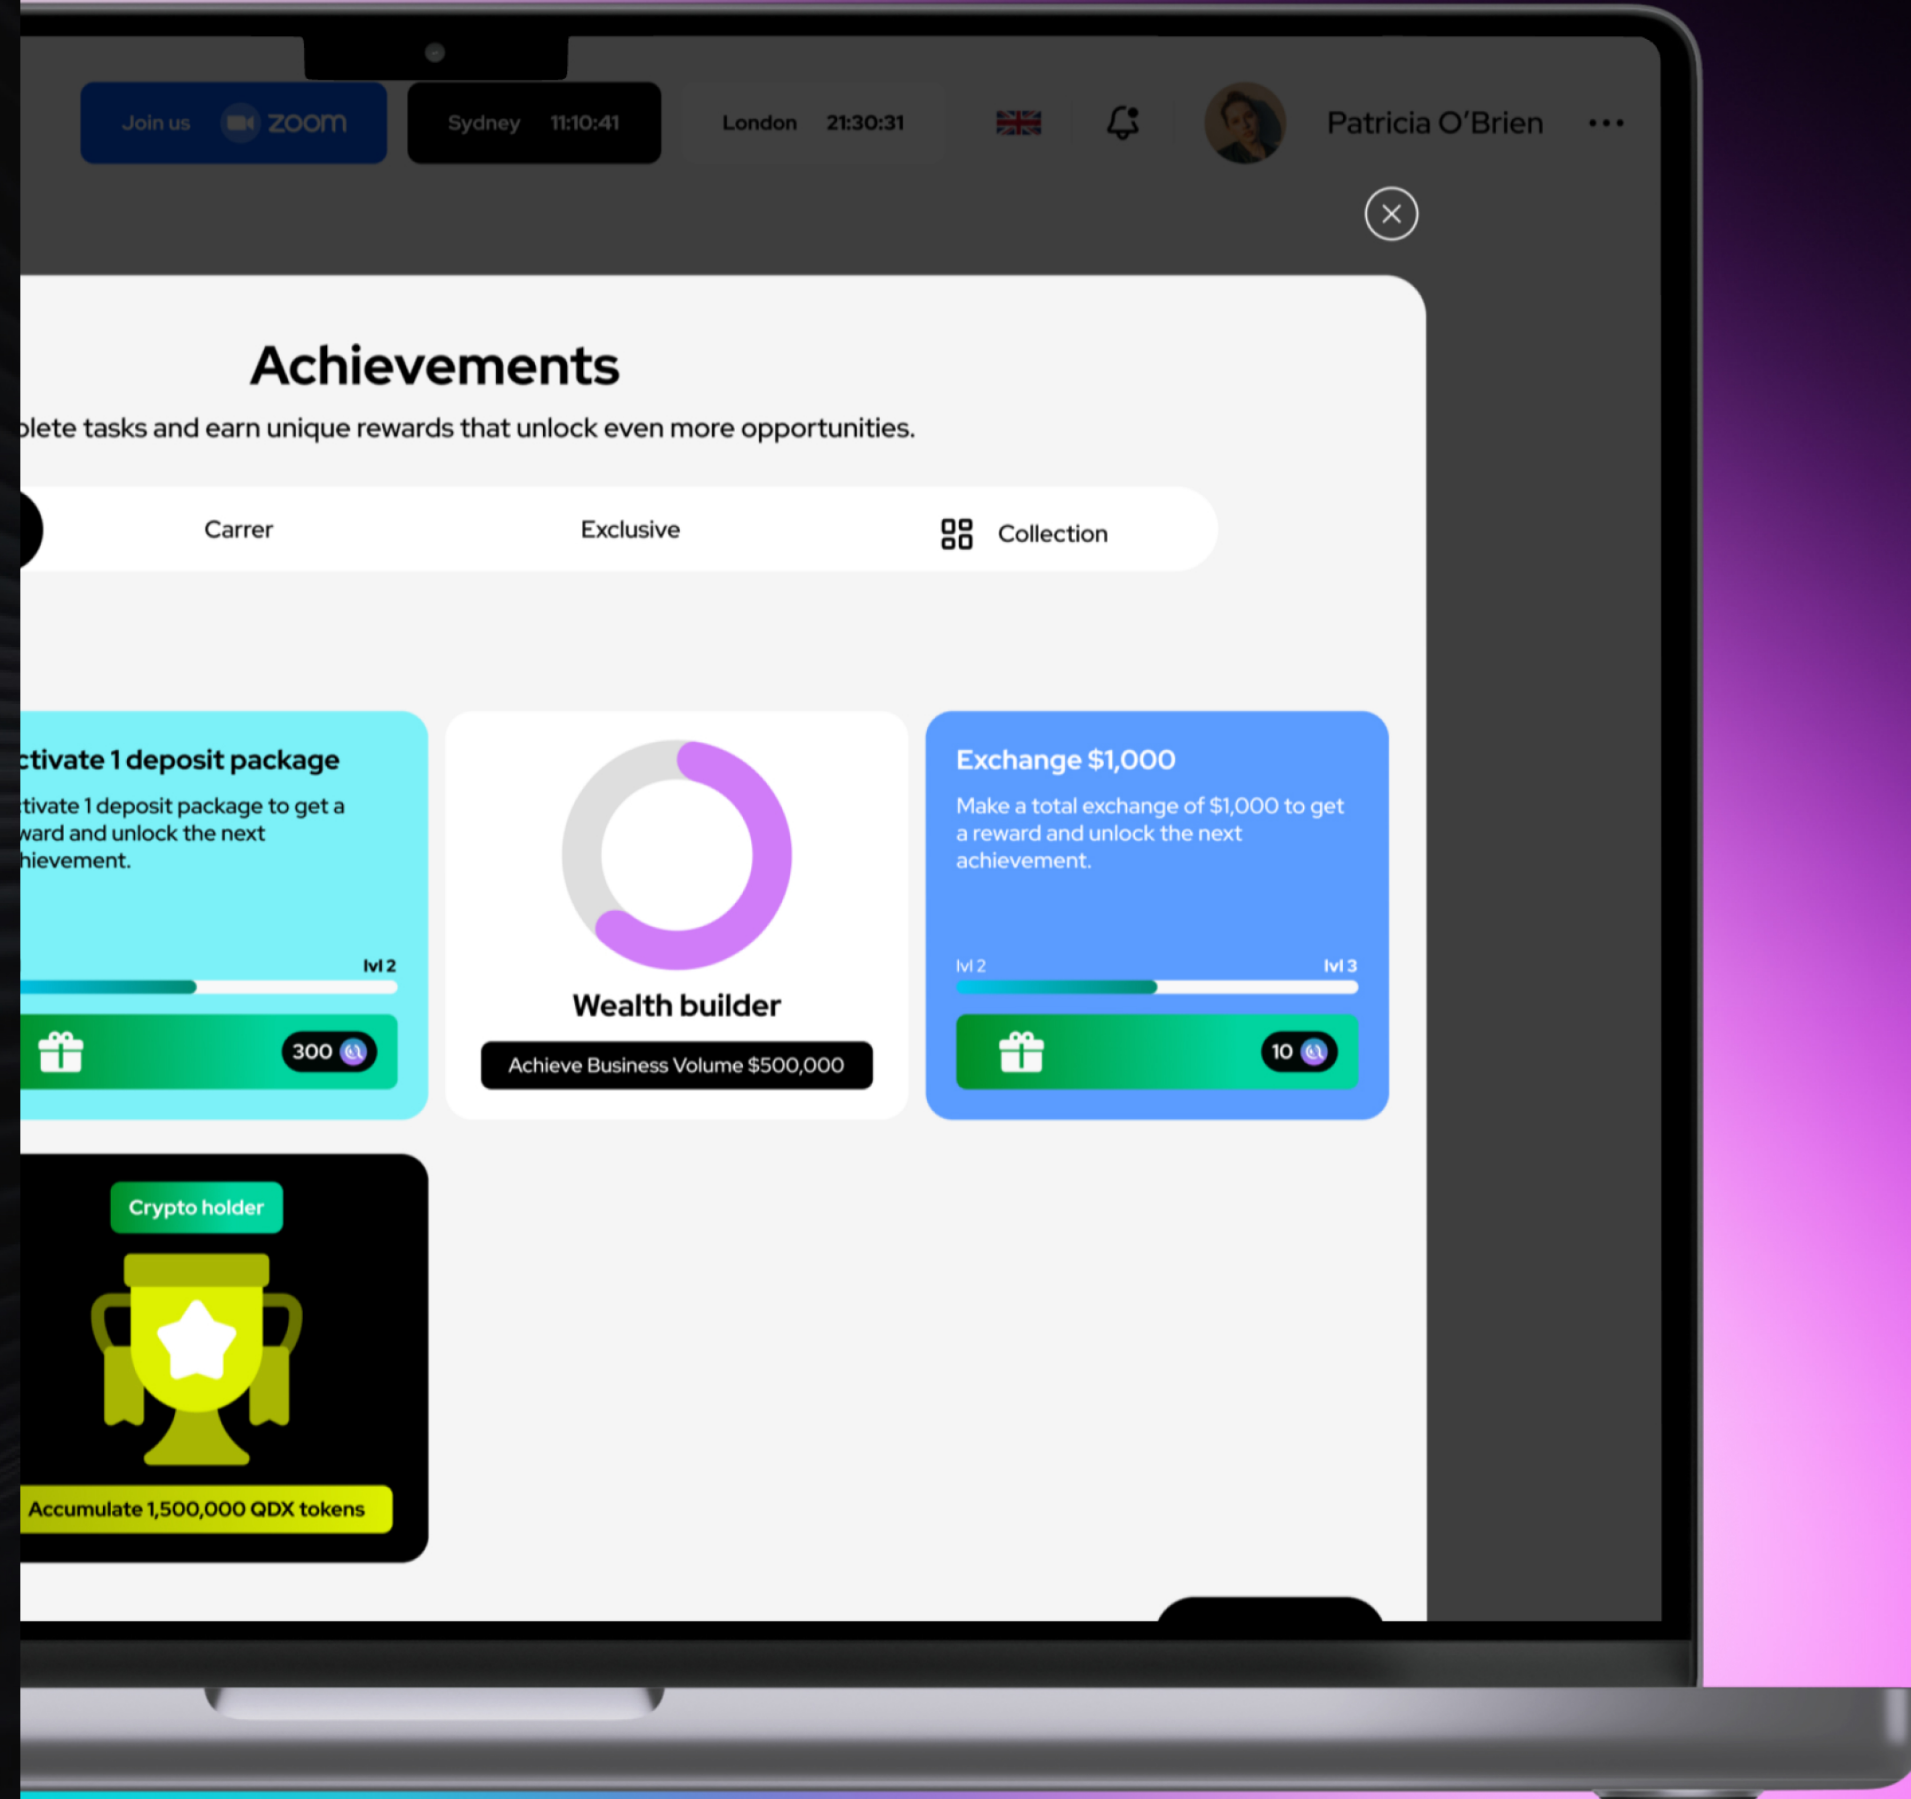 Join us zoom
Sydney 11:10:41
London 21:30:31
Patricia O’Brien
Achievements
plete tasks and earn unique rewards that unlock even more opportunities.
Carrer
Exclusive
Collection
ctivate 1 deposit package
tivate 1 deposit package to get a
ward and unlock the next
hievement.
lvl 2
300
Wealth builder
Achieve Business Volume $500,000
Exchange $1,000
Make a total exchange of $1,000 to get
a reward and unlock the next
achievement.
lvl 2 lvl 3
10
Crypto holder
Accumulate 1,500,000 QDX tokens